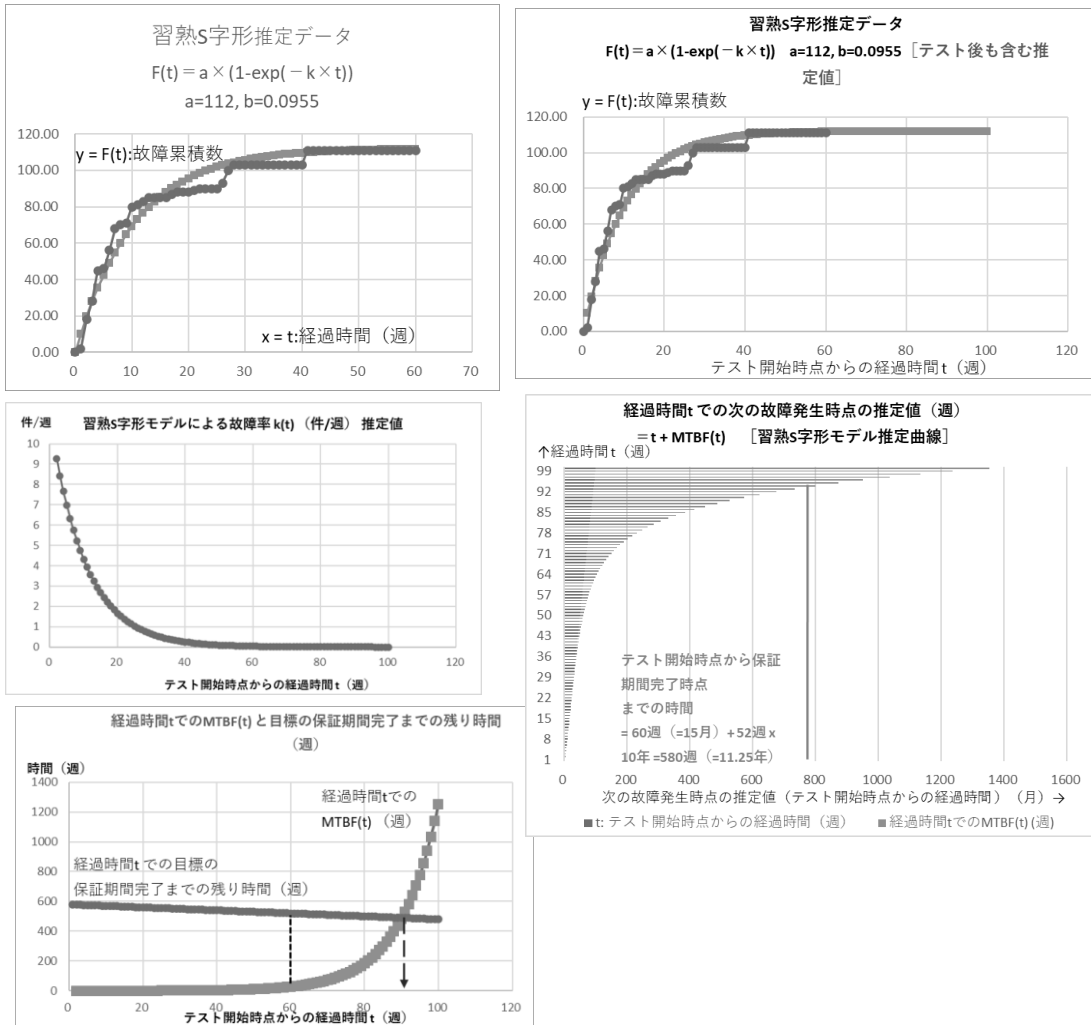 習熟S字形推定データ
F(t)＝a×(1-exp(－k×t))
a=112, b=0.0955
y = F(t):故障累積数
120.00
100.00
80.00
60.00
40.00
20.00
0.00
x = t:経過時間（週）
0 10 20 30 40 50 60 70
習熟S字形推定データ
F(t)＝a×(1-exp(－k×t)) a=112, b=0.0955［テスト後も含む推
定値］
y = F(t):故障累積数
120.00
100.00
80.00
60.00
40.00
20.00
0.00
0 20 40 60 80 100 120
テスト開始時点からの経過時間 t（週）
件/週 習熟S字形モデルによる故障率 k(t)（件/週） 推定値
10
9
8
7
6
5
4
3
2
1
0
0 20 40 60 80 100 120
テスト開始時点からの経過時間 t（週）
経過時間t での次の故障発生時点の推定値（週）
＝t + MTBF(t) ［習熟S字形モデル推定曲線］
↑経過時間 t（週）
99
92
85
78
71
64
57
50
43
36
29
22
15
8
1
テスト開始時点から保証
期間完了時点
までの時間
= 60週（=15月）+ 52週 x
10年 =580週（=11.25年）
0 200 400 600 800 1000 1200 1400 1600
次の故障発生時点の推定値（テスト開始時点からの経過時間）（月）→
■ t: テスト開始時点からの経過時間（週） ■ 経過時間tでのMTBF(t) (週)
経過時間tでのMTBF(t) と目標の保証期間完了までの残り時間
（週）
時間（週）
1400
1200
1000
800
600
400
200
0
経過時間tでの
MTBF(t)（週）
経過時間t での目標の
保証期間完了までの残り時間（週）
0 20 40 60 80 100 120
テスト開始時点からの経過時間 t（週）